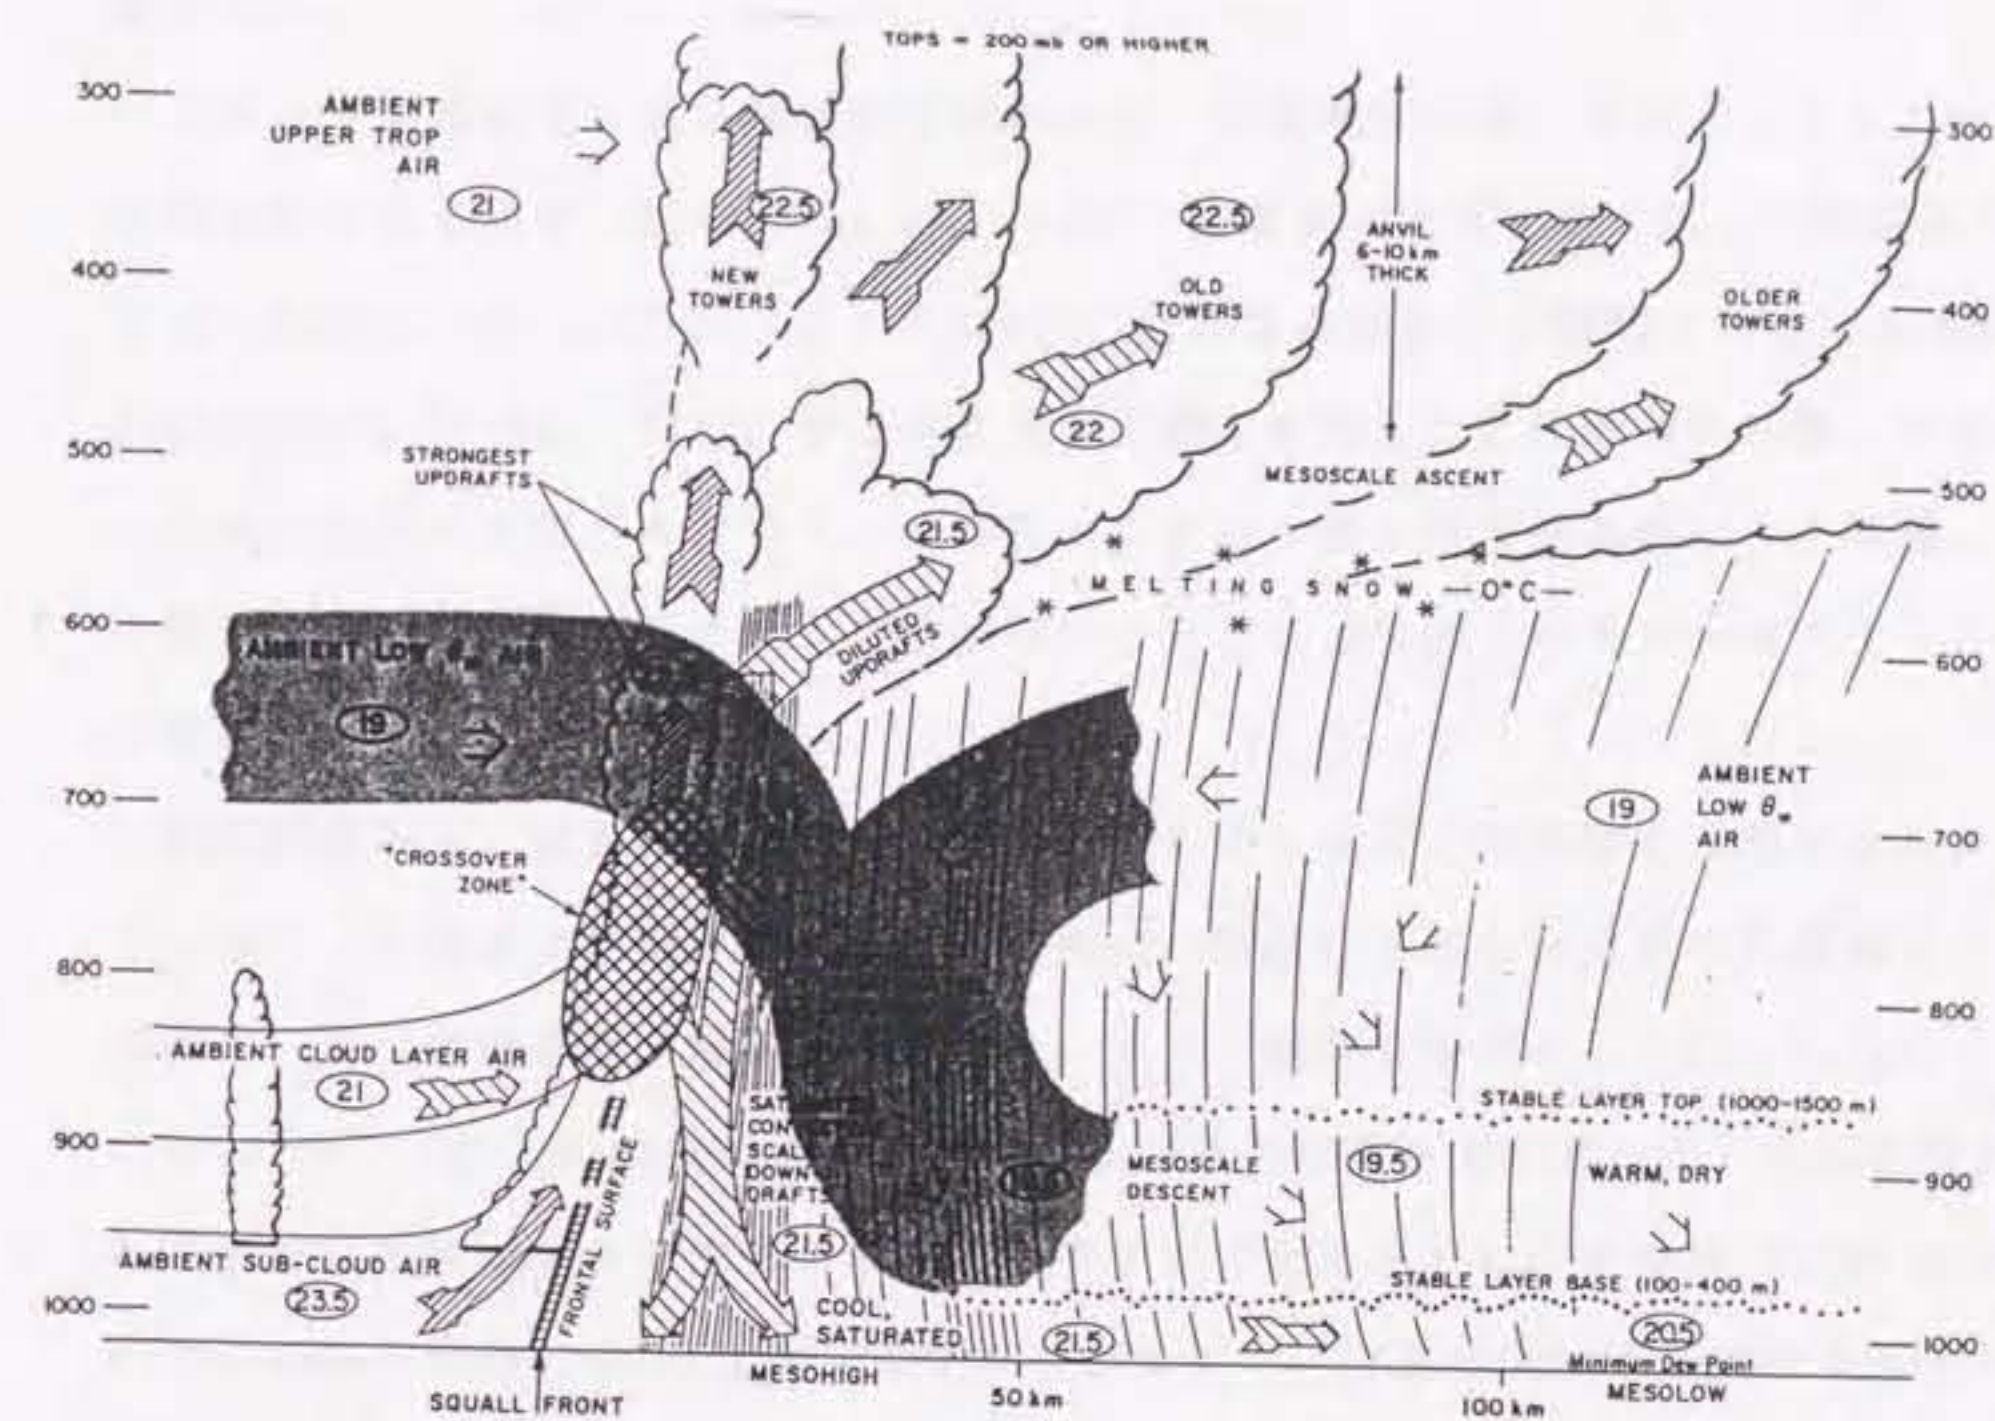 TOPS = 200 mb OR HIGHER
300
AMBIENT
UPPER TROP
AIR
21
22.5
NEW
TOWERS
22.5
OLD
TOWERS
22
ANVIL
6-10 km
THICK
OLDER
TOWERS
300
400
400
500
STRONGEST
UPDRAFTS
21.5
MESOSCALE ASCENT
500
MELTING SNOW — 0°C —
600
AMBIENT LOW θw AIR
19
DILUTED
UPDRAFTS
600
700
"CROSSOVER
ZONE"
19
AMBIENT
LOW θw
AIR
700
800
800
AMBIENT CLOUD LAYER AIR
21
900
FRONTAL SURFACE
SCALE
DOWN-
DRAFTS
21.5
STABLE LAYER TOP (1000-1500 m)
MESOSCALE
DESCENT
19.5
WARM, DRY
900
AMBIENT SUB-CLOUD AIR
23.5
1000
STABLE LAYER BASE (100-400 m)
COOL,
SATURATED
21.5
20.5
1000
Minimum Dew Point
MESOHIGH
50 km
100 km
MESOLOW
SQUALL FRONT